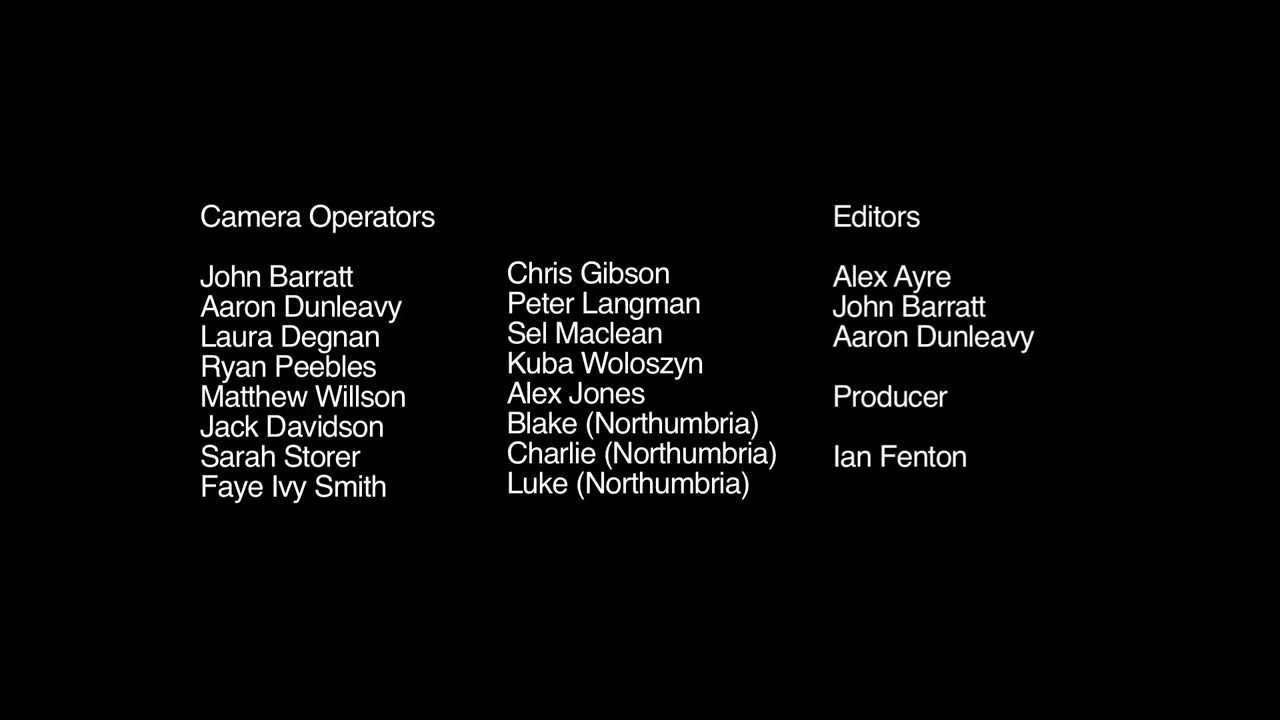 Camera Operators
John Barratt
Aaron Dunleavy
Laura Degnan
Ryan Peebles
Matthew Willson
Jack Davidson
Sarah Storer
Faye Ivy Smith
Chris Gibson
Peter Langman
Sel Maclean
Kuba Woloszyn
Alex Jones
Blake (Northumbria)
Charlie (Northumbria)
Luke (Northumbria)
Editors
Alex Ayre
John Barratt
Aaron Dunleavy
Producer
Ian Fenton